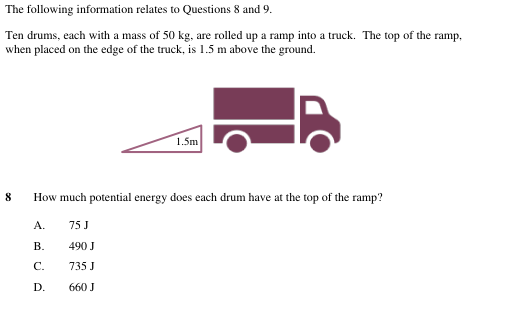 The following information relates to Questions 8 and 9.
Ten drums, each with a mass of 50 kg, are rolled up a ramp into a truck. The top of the ramp,
when placed on the edge of the truck, is 1.5 m above the ground.
1.5m
8 How much potential energy does each drum have at the top of the ramp?
A. 75 J
B. 490 J
C. 735 J
D. 660 J